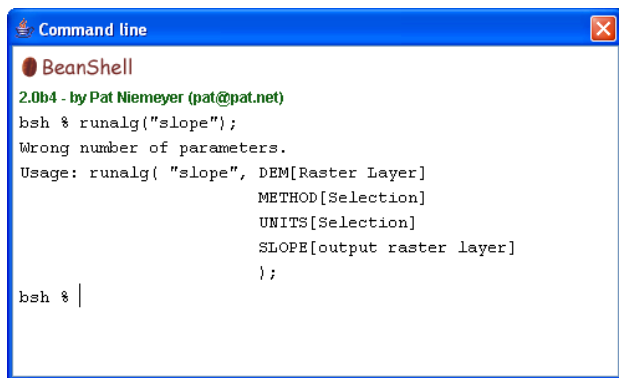 Command line
BeanShell
2.0b4 - by Pat Niemeyer (pat@pat.net)
bsh % runalg("slope");
Wrong number of parameters.
Usage: runalg( "slope", DEM[Raster Layer]
METHOD[Selection]
UNITS[Selection]
SLOPE[output raster layer]
);
bsh %